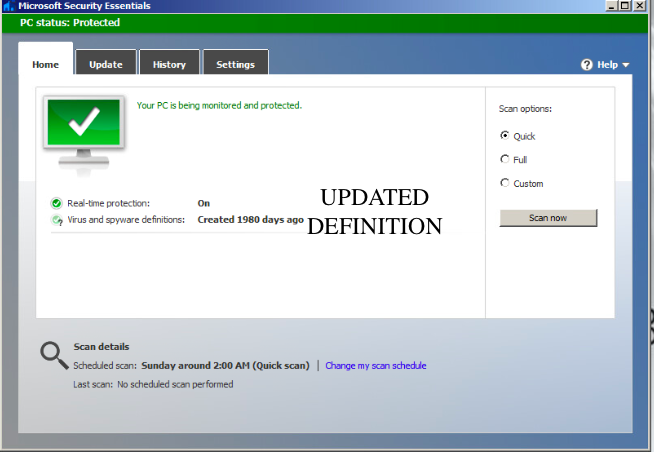 Microsoft Security Essentials
PC status: Protected
Home Update History Settings Help
Your PC is being monitored and protected.
Scan options:
Quick
Full
Custom
Scan now
Real-time protection: On
Virus and spyware definitions: Created 1980 days ago
UPDATED
DEFINITION
Scan details
Scheduled scan: Sunday around 2:00 AM (Quick scan) | Change my scan schedule
Last scan: No scheduled scan performed